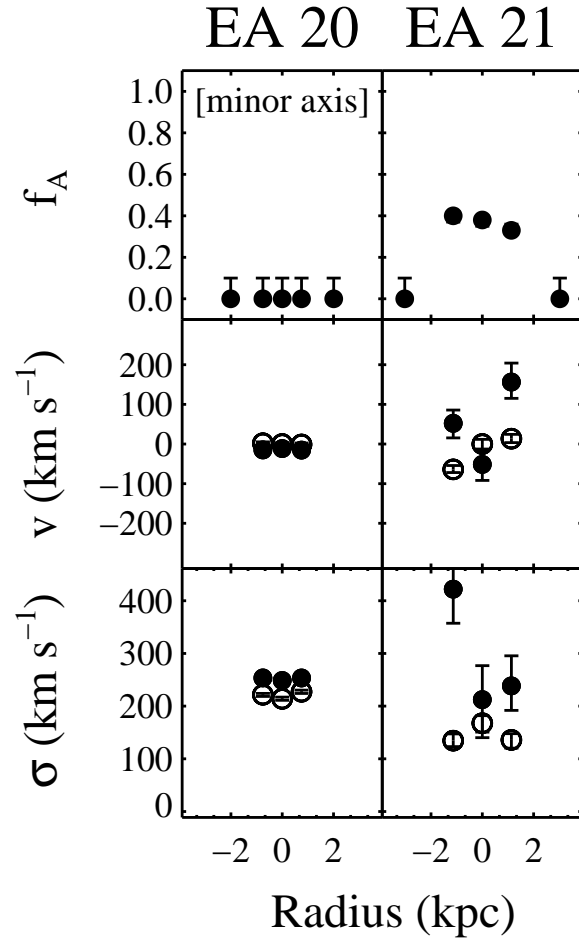 EA 20 EA 21
[minor axis]
1.0
0.8
0.6
0.4
0.2
0.0
f_A
200
100
0
−100
−200
v (km s⁻¹)
400
300
200
100
0
σ (km s⁻¹)
−2 0 2 −2 0 2
Radius (kpc)